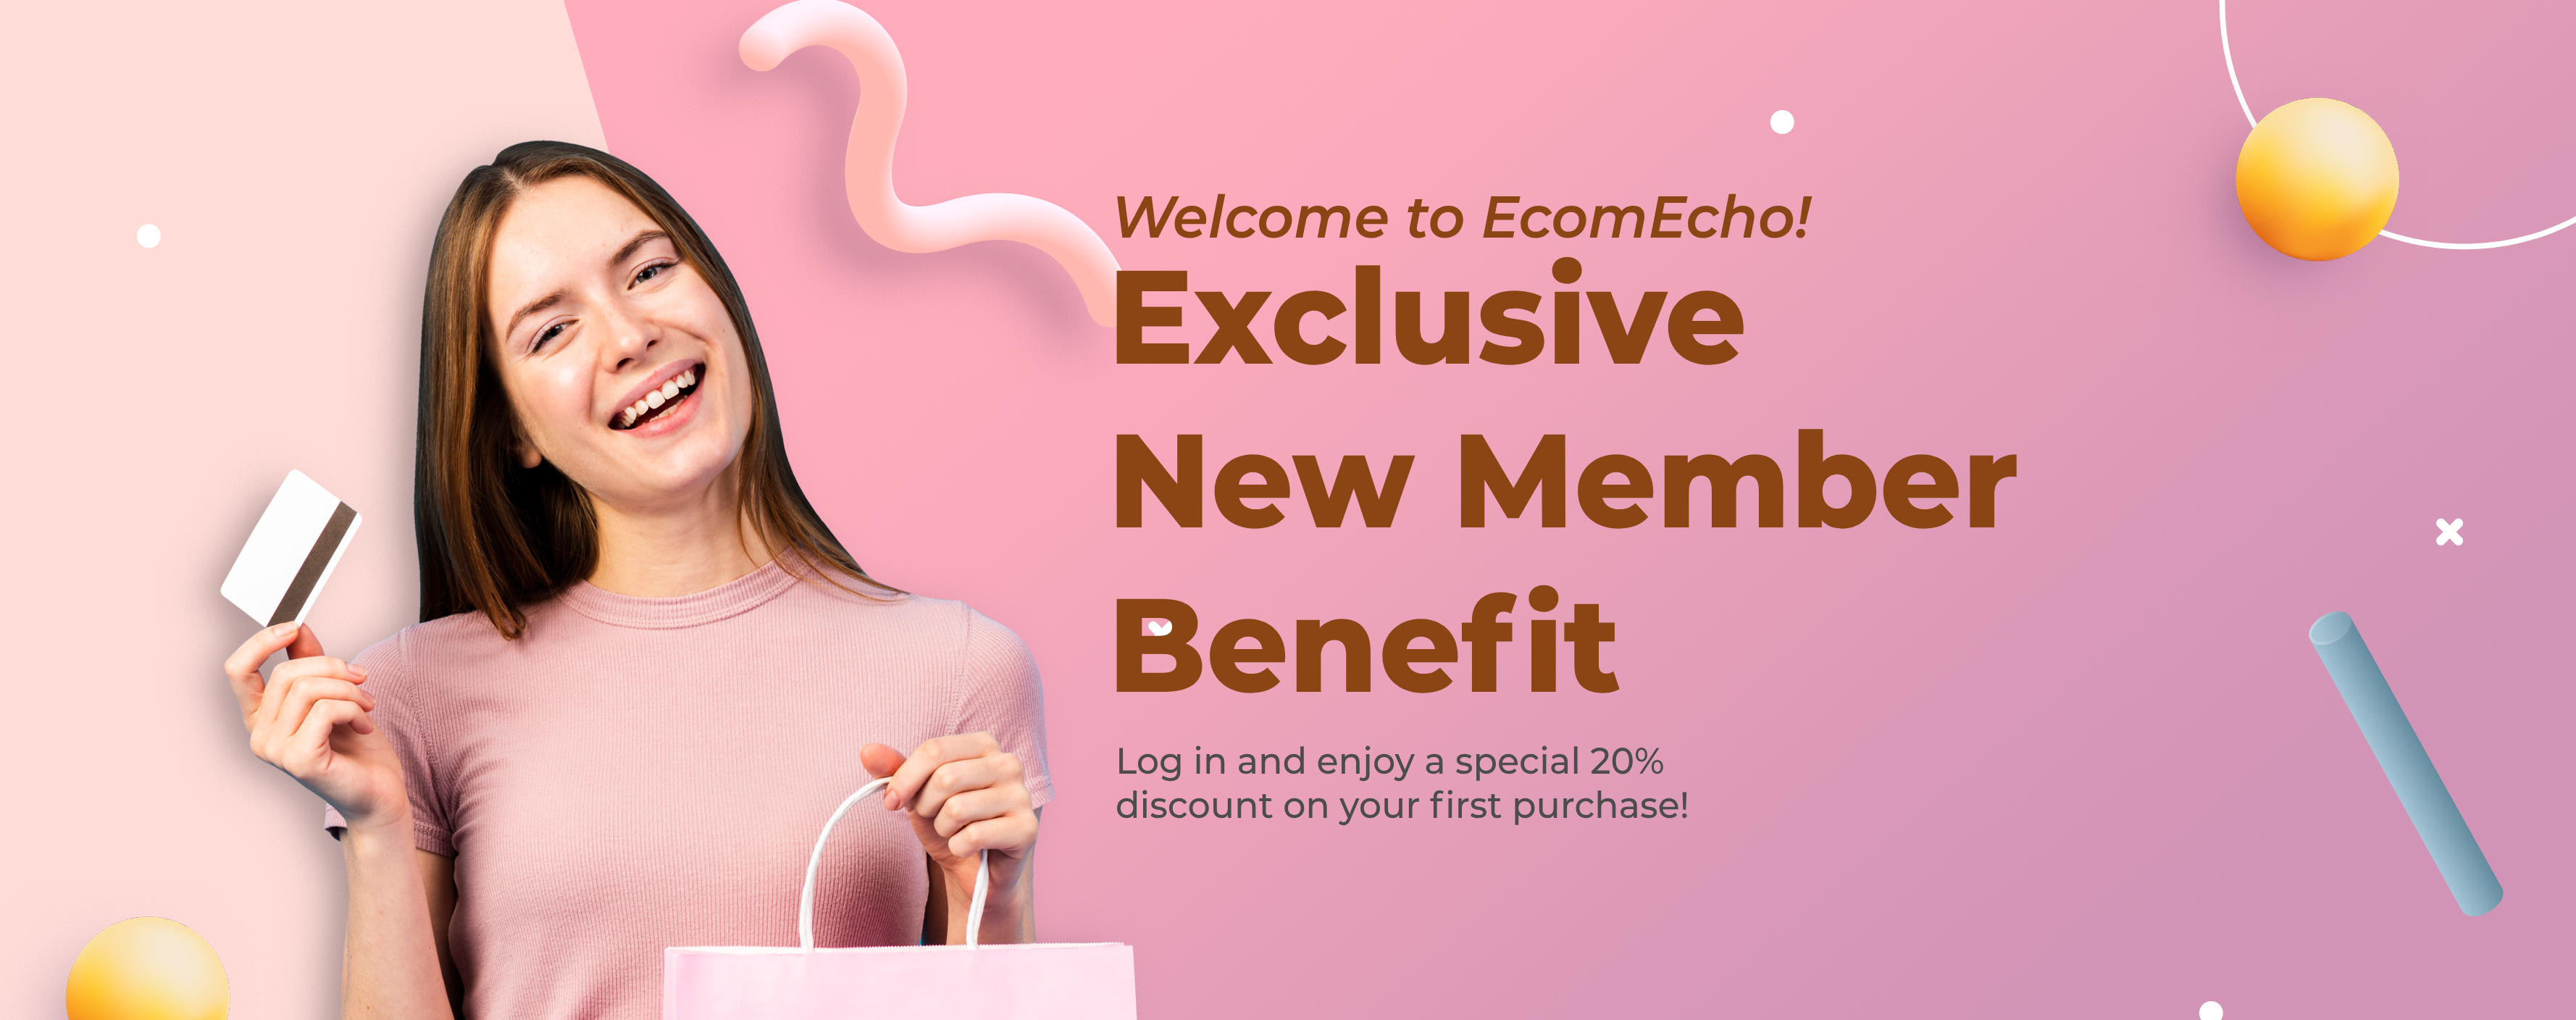 Welcome to EcomEcho!
Exclusive
New Member
Benefit
Log in and enjoy a special 20%
discount on your first purchase!